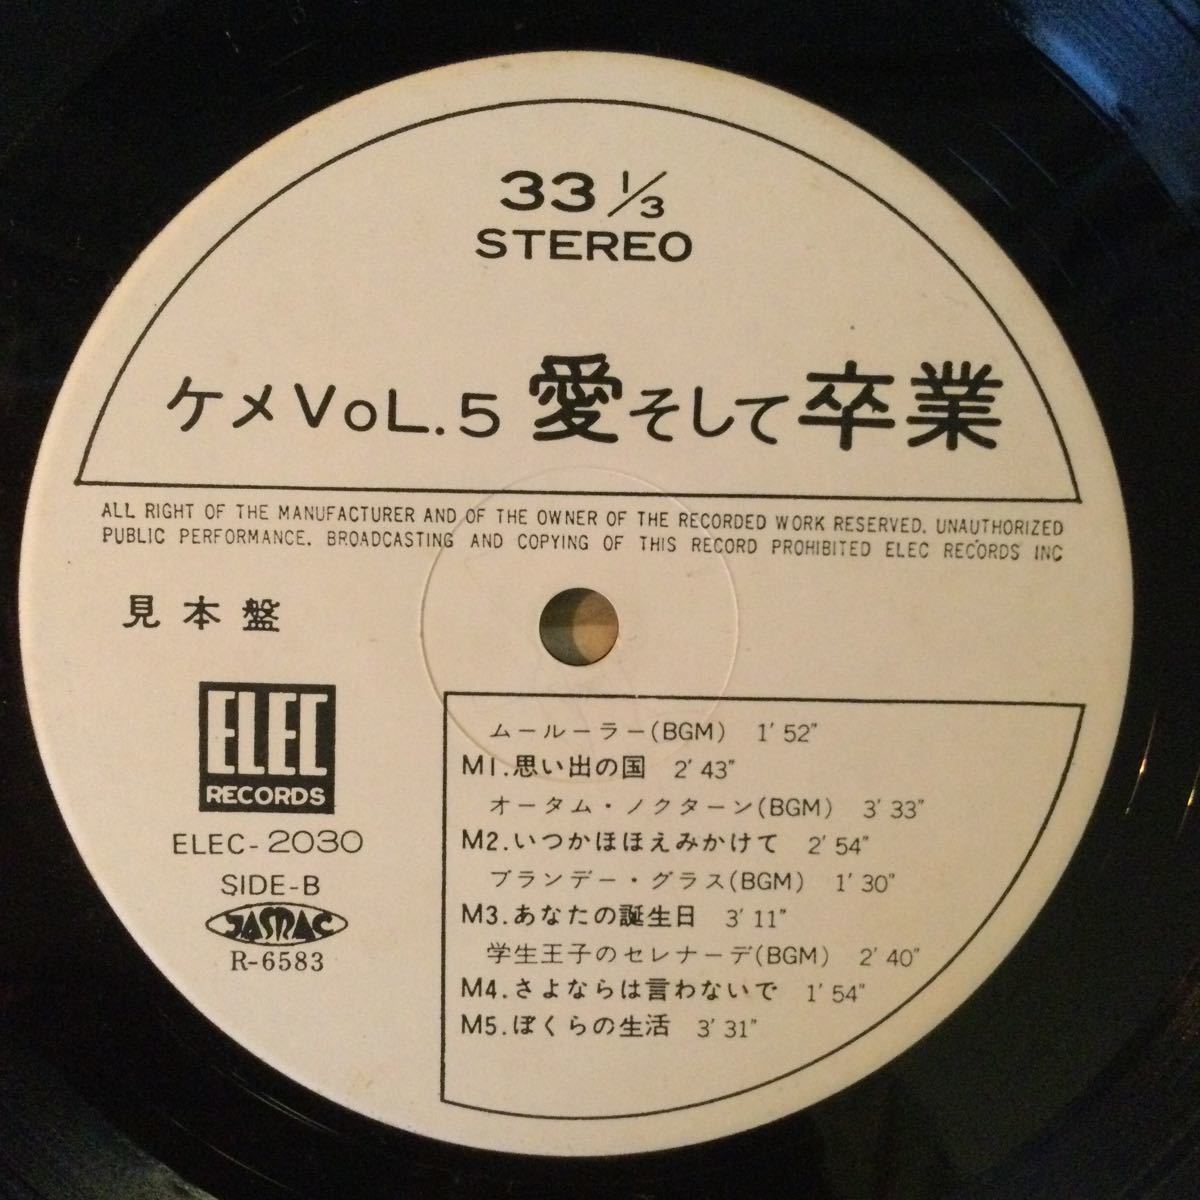 33 1/3
STEREO
ケメ VoL.5 愛そして卒業
ALL RIGHT OF THE MANUFACTURER AND OF THE OWNER OF THE RECORDED WORK RESERVED. UNAUTHORIZED
PUBLIC PERFORMANCE. BROADCASTING AND COPYING OF THIS RECORD PROHIBITED ELEC RECORDS INC
見本盤
ELEC
RECORDS
ELEC-2030
SIDE-B
JASRAC
R-6583
ムールーラー(BGM) 1′52″
M1.思い出の国 2′43″
オータム・ノクターン(BGM) 3′33″
M2.いつかほほえみかけて 2′54″
ブランデー・グラス(BGM) 1′30″
M3.あなたの誕生日 3′11″
学生王子のセレナーデ(BGM) 2′40″
M4.さよならは言わないで 1′54″
M5.ぼくらの生活 3′31″